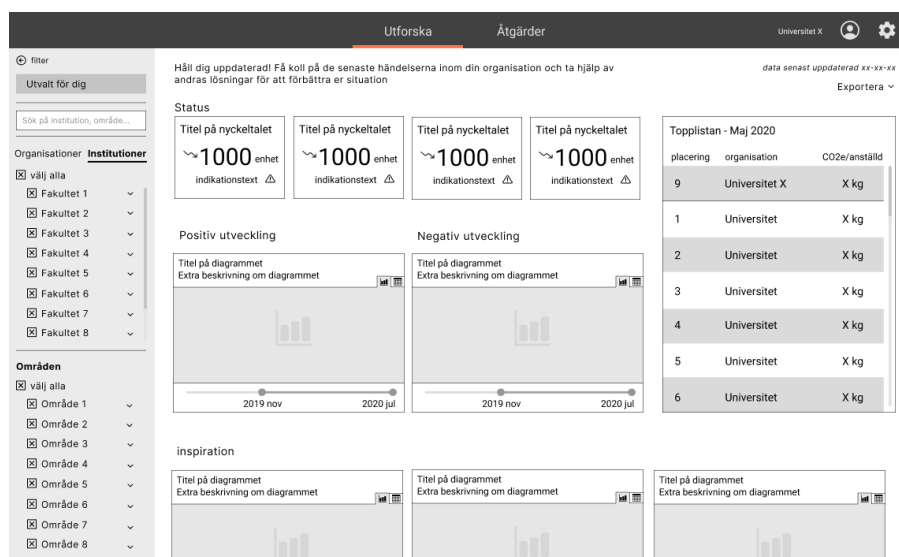 Utforska
Åtgärder
Universitet X
filter
Utvalt för dig
Sök på institution, område...
Organisationer Institutioner
välj alla
Fakultet 1
Fakultet 2
Fakultet 3
Fakultet 4
Fakultet 5
Fakultet 6
Fakultet 7
Fakultet 8
Områden
välj alla
Område 1
Område 2
Område 3
Område 4
Område 5
Område 6
Område 7
Område 8
Håll dig uppdaterad! Få koll på de senaste händelserna inom din organisation och ta hjälp av
andras lösningar för att förbättra er situation
data senast uppdaterad xx-xx-xx
Exportera
Status
Titel på nyckeltalet
1000 enhet
indikationstext
Titel på nyckeltalet
1000 enhet
indikationstext
Titel på nyckeltalet
1000 enhet
indikationstext
Titel på nyckeltalet
1000 enhet
indikationstext
Topplistan - Maj 2020
placering organisation CO2e/anställd
9 Universitet X X kg
1 Universitet X kg
2 Universitet X kg
3 Universitet X kg
4 Universitet X kg
5 Universitet X kg
6 Universitet X kg
Positiv utveckling
Titel på diagrammet
Extra beskrivning om diagrammet
2019 nov 2020 jul
Negativ utveckling
Titel på diagrammet
Extra beskrivning om diagrammet
2019 nov 2020 jul
inspiration
Titel på diagrammet
Extra beskrivning om diagrammet
Titel på diagrammet
Extra beskrivning om diagrammet
Titel på diagrammet
Extra beskrivning om diagrammet